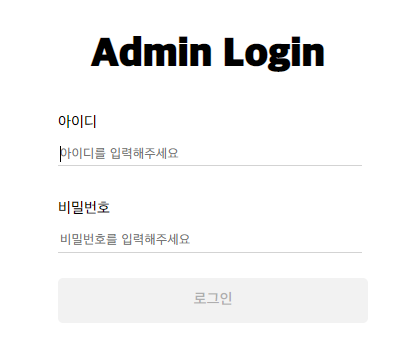 Admin Login
아이디
아이디를 입력해주세요
비밀번호
비밀번호를 입력해주세요
로그인